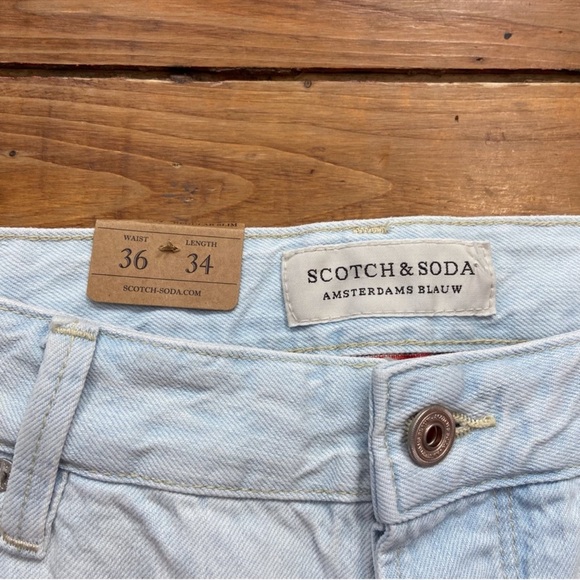 WAIST LENGTH
36 34
SCOTCH-SODA.COM
SCOTCH & SODA
AMSTERDAMS BLAUW